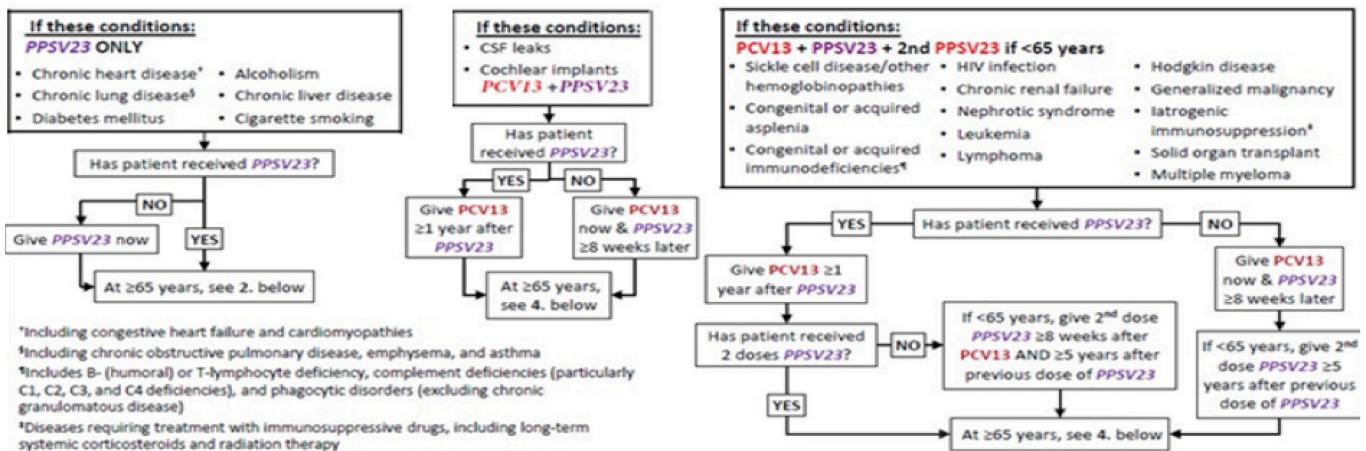 If these conditions:
PPSV23 ONLY
• Chronic heart disease†
• Chronic lung disease§
• Diabetes mellitus
• Alcoholism
• Chronic liver disease
• Cigarette smoking
Has patient received PPSV23?
NO
YES
Give PPSV23 now
At ≥65 years, see 2. below
If these conditions:
• CSF leaks
• Cochlear implants
PCV13 + PPSV23
Has patient
received PPSV23?
YES
NO
Give PCV13
≥1 year after
PPSV23
Give PCV13
now & PPSV23
≥8 weeks later
At ≥65 years,
see 4. below
If these conditions:
PCV13 + PPSV23 + 2nd PPSV23 if <65 years
• Sickle cell disease/other
hemoglobinopathies
• Congenital or acquired
asplenia
• Congenital or acquired
immunodeficiencies¶
• HIV infection
• Chronic renal failure
• Nephrotic syndrome
• Leukemia
• Lymphoma
• Hodgkin disease
• Generalized malignancy
• Iatrogenic
immunosuppression‡
• Solid organ transplant
• Multiple myeloma
YES
Has patient received PPSV23?
NO
Give PCV13 ≥1
year after PPSV23
Give PCV13
now & PPSV23
≥8 weeks later
Has patient received
2 doses PPSV23?
NO
If <65 years, give 2nd dose
PPSV23 ≥8 weeks after
PCV13 AND ≥5 years after
previous dose of PPSV23
If <65 years, give 2nd
dose PPSV23 ≥5
years after previous
dose of PPSV23
YES
At ≥65 years, see 4. below
†Including congestive heart failure and cardiomyopathies
§Including chronic obstructive pulmonary disease, emphysema, and asthma
¶Includes B- (humoral) or T-lymphocyte deficiency, complement deficiencies (particularly
C1, C2, C3, and C4 deficiencies), and phagocytic disorders (excluding chronic
granulomatous disease)
‡Diseases requiring treatment with immunosuppressive drugs, including long-term
systemic corticosteroids and radiation therapy